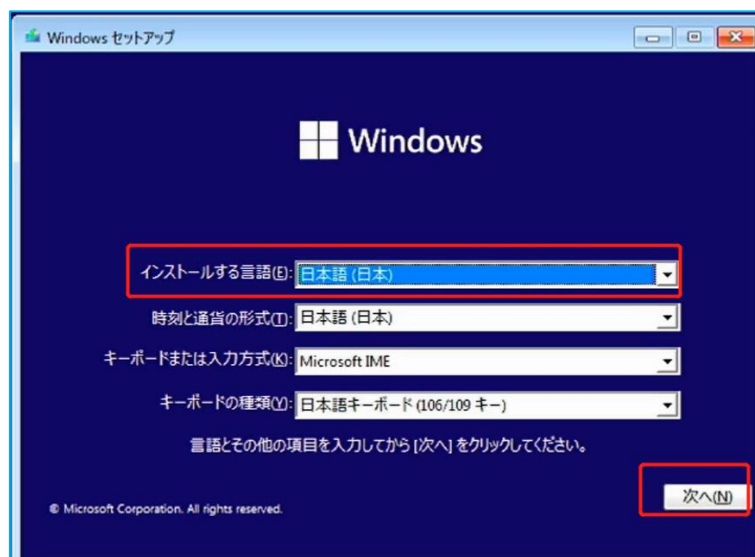 Windows セットアップ
Windows
インストールする言語(E): 日本語 (日本)
時刻と通貨の形式(T): 日本語 (日本)
キーボードまたは入力方式(K): Microsoft IME
キーボードの種類(Y): 日本語キーボード (106/109 キー)
言語とその他の項目を入力してから [次へ] をクリックしてください。
次へ(N)
© Microsoft Corporation. All rights reserved.